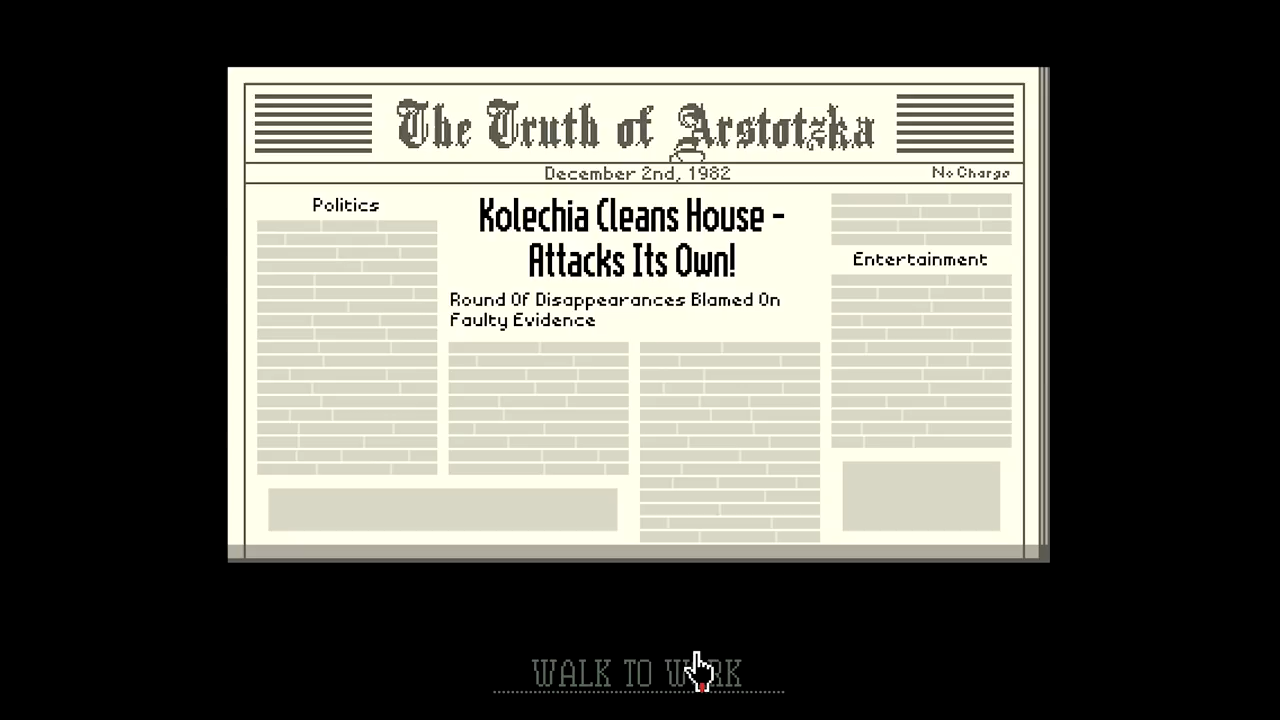 The Truth of Arstotzka
December 2nd, 1982
No Charge
Politics
Kolechia Cleans House -
Attacks Its Own!
Round Of Disappearances Blamed On
Faulty Evidence
Entertainment
WALK TO WORK